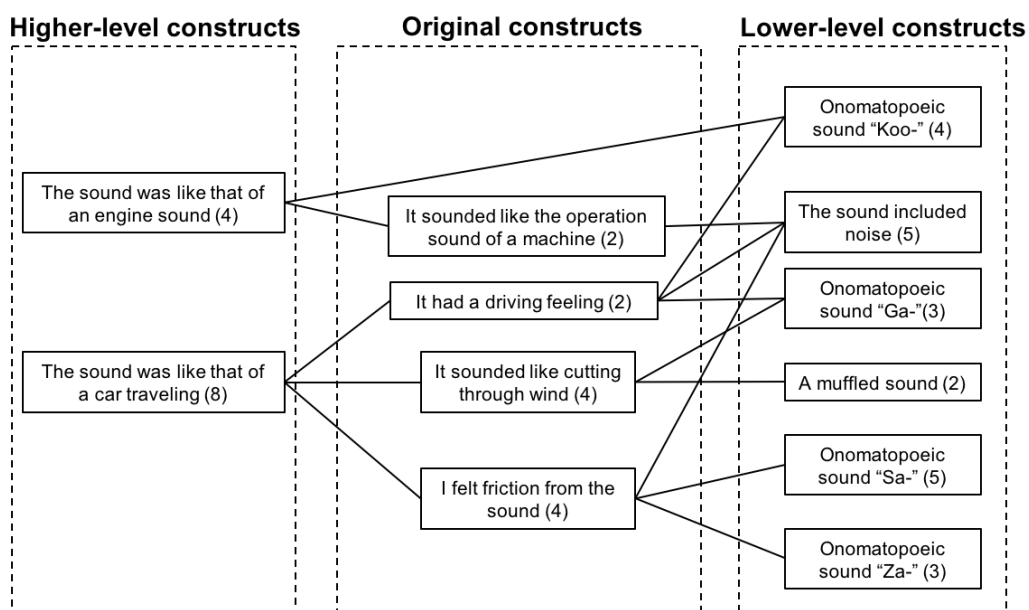 Higher-level constructs
Original constructs
Lower-level constructs
The sound was like that of
an engine sound (4)
The sound was like that of
a car traveling (8)
It sounded like the operation
sound of a machine (2)
It had a driving feeling (2)
It sounded like cutting
through wind (4)
I felt friction from the
sound (4)
Onomatopoeic
sound “Koo-” (4)
The sound included
noise (5)
Onomatopoeic
sound “Ga-”(3)
A muffled sound (2)
Onomatopoeic
sound “Sa-” (5)
Onomatopoeic
sound “Za-” (3)